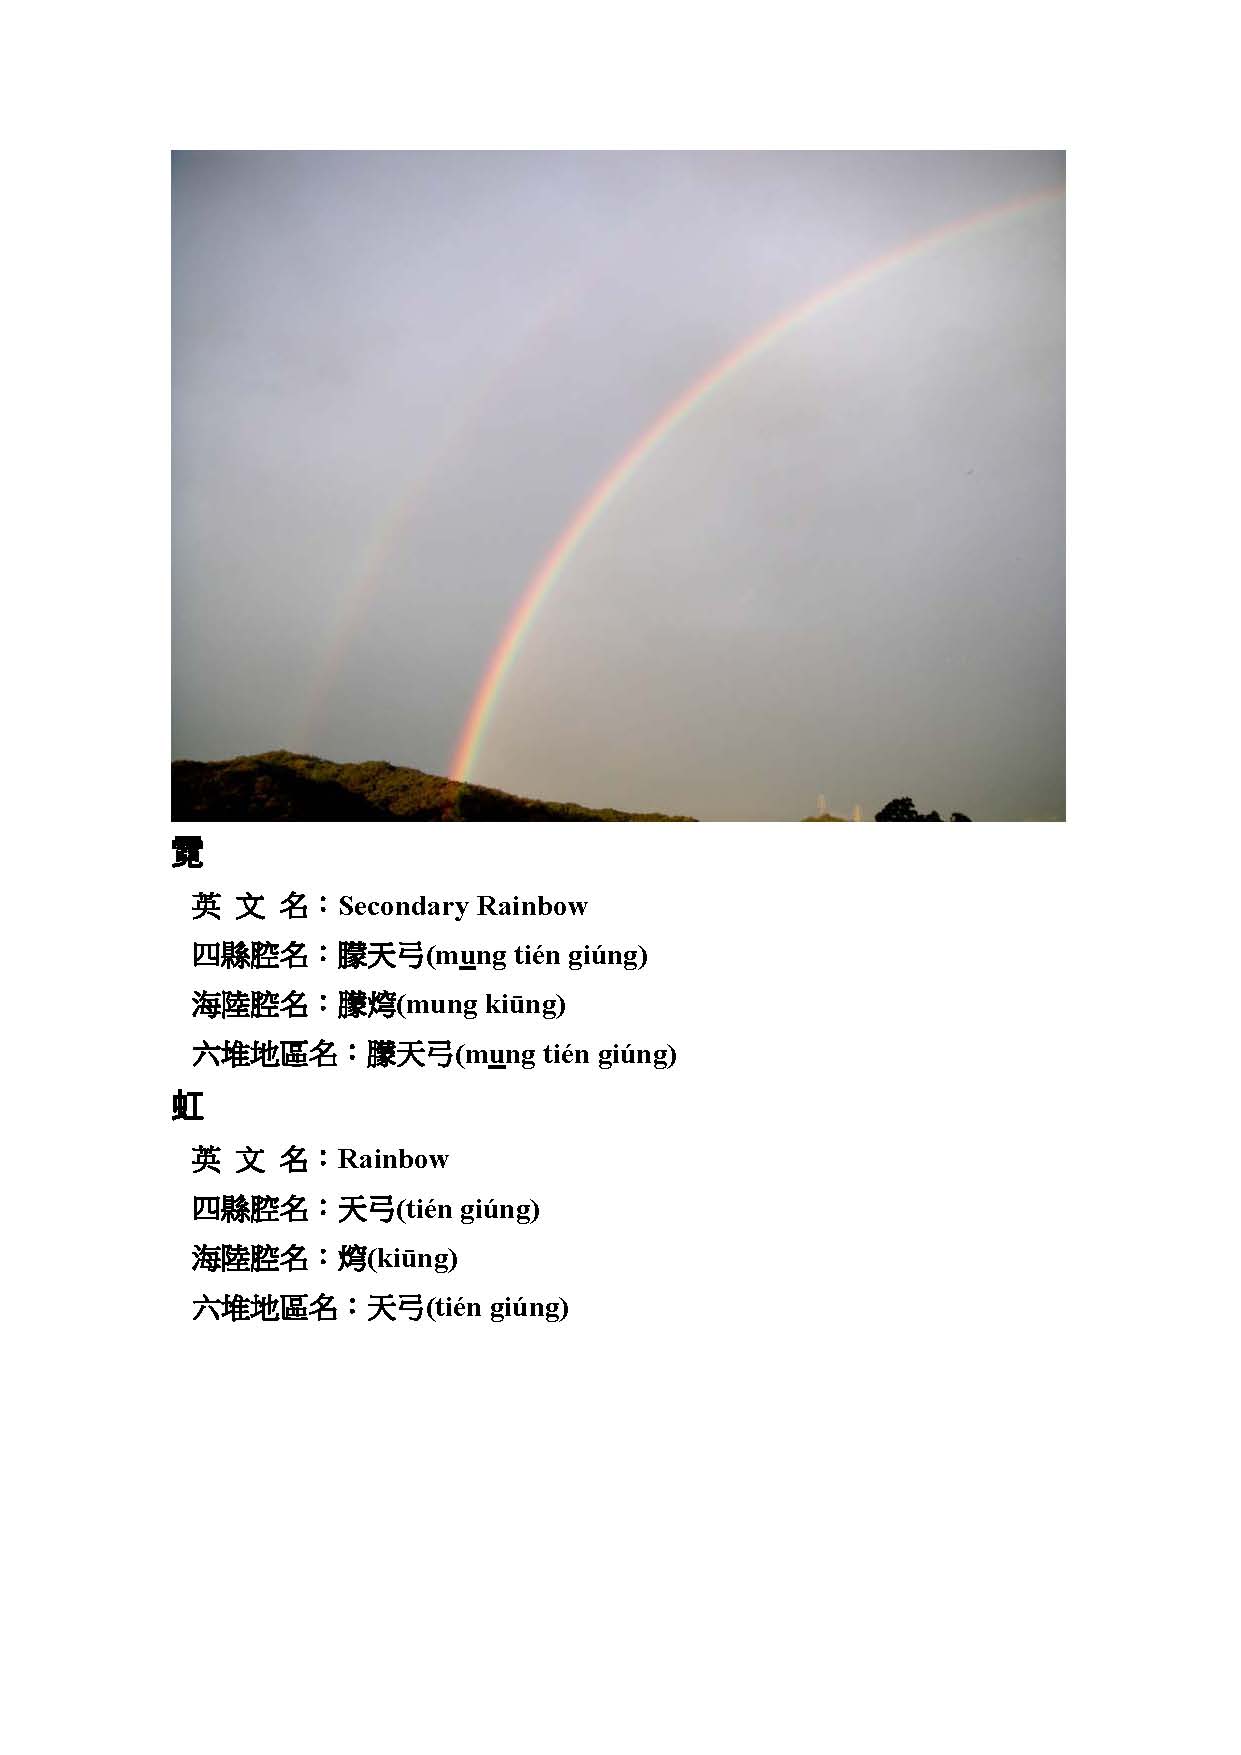 霓
英 文 名：Secondary Rainbow
四縣腔名：朦天弓(mu̲ng tién giúng)
海陸腔名：朦焪(mung kiūng)
六堆地區名：朦天弓(mu̲ng tién giúng)
虹
英 文 名：Rainbow
四縣腔名：天弓(tién giúng)
海陸腔名：焪(kiūng)
六堆地區名：天弓(tién giúng)